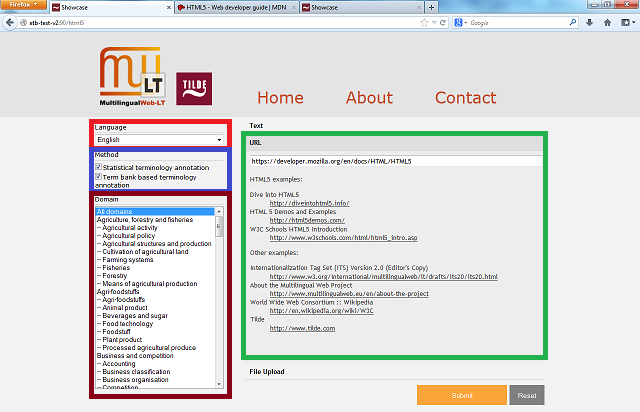 Firefox
Showcase
HTML5 - Web developer guide | MDN
Showcase
etb-test-v2:90/html5
Google
mu
LT
TILDE
MultilingualWeb-LT
Home
About
Contact
Language
English
Method
Statistical terminology annotation
Term bank based terminology
annotation
Domain
All domains
Agriculture, forestry and fisheries
– Agricultural activity
– Agricultural policy
– Agricultural structures and production
– Cultivation of agricultural land
– Farming systems
– Fisheries
– Forestry
– Means of agricultural production
Agri-foodstuffs
– Agri-foodstuffs
– Animal product
– Beverages and sugar
– Food technology
– Foodstuff
– Plant product
– Processed agricultural produce
Business and competition
– Accounting
– Business classification
– Business organisation
– Competition
Text
URL
https://developer.mozilla.org/en/docs/HTML/HTML5
HTML5 examples:
Dive into HTML5
http://diveintohtml5.info/
HTML 5 Demos and Examples
http://html5demos.com/
W3C Schools HTML5 Introduction
http://www.w3schools.com/html/html5_intro.asp
Other examples:
Internationalization Tag Set (ITS) Version 2.0 (Editor's Copy)
http://www.w3.org/International/multilingualweb/lt/drafts/its20/its20.html
About the Multilingual Web Project
http://www.multilingualweb.eu/en/about-the-project
World Wide Web Consortium :: Wikipedia
http://en.wikipedia.org/wiki/W3C
Tilde
http://www.tilde.com
File Upload
Submit
Reset